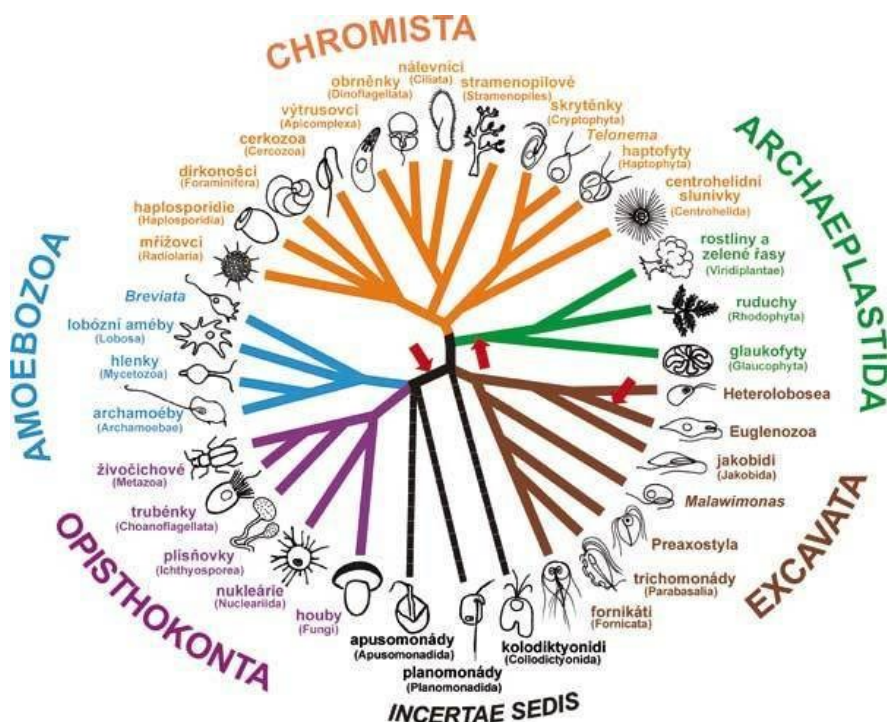 CHROMISTA
nálevníci
(Ciliata)
obrněnky
(Dinoflagellata)
výtrusovci
(Apicomplexa)
cerkozoa
(Cercozoa)
dirkonošci
(Foraminifera)
haplosporidie
(Haplosporidia)
mřížovci
(Radiolaria)
stramenopilové
(Stramenopiles)
skrytěnky
(Cryptophyta)
Telonema
haptofyty
(Haptophyta)
centrohelidní
slunivky
(Centrohelida)
ARCHAEPLASTIDA
rostliny a
zelené řasy
(Viridiplantae)
ruduchy
(Rhodophyta)
glaukofyty
(Glaucophyta)
EXCAVATA
Heterolobosea
Euglenozoa
jakobidi
(Jakobida)
Malawimonas
Preaxostyla
trichomonády
(Parabasalia)
fornikáti
(Fornicata)
AMOEBOZOA
Breviata
lobózní améby
(Lobosa)
hlenky
(Mycetozoa)
archamoéby
(Archamoebae)
OPISTHOKONTA
živočichové
(Metazoa)
trubénky
(Choanoflagellata)
plísňovky
(Ichthyosporea)
nukleárie
(Nucleariida)
houby
(Fungi)
apusomonády
(Apusomonadida)
planomonády
(Planomonadida)
kolodiktyonidi
(Collodictyonida)
INCERTAE SEDIS